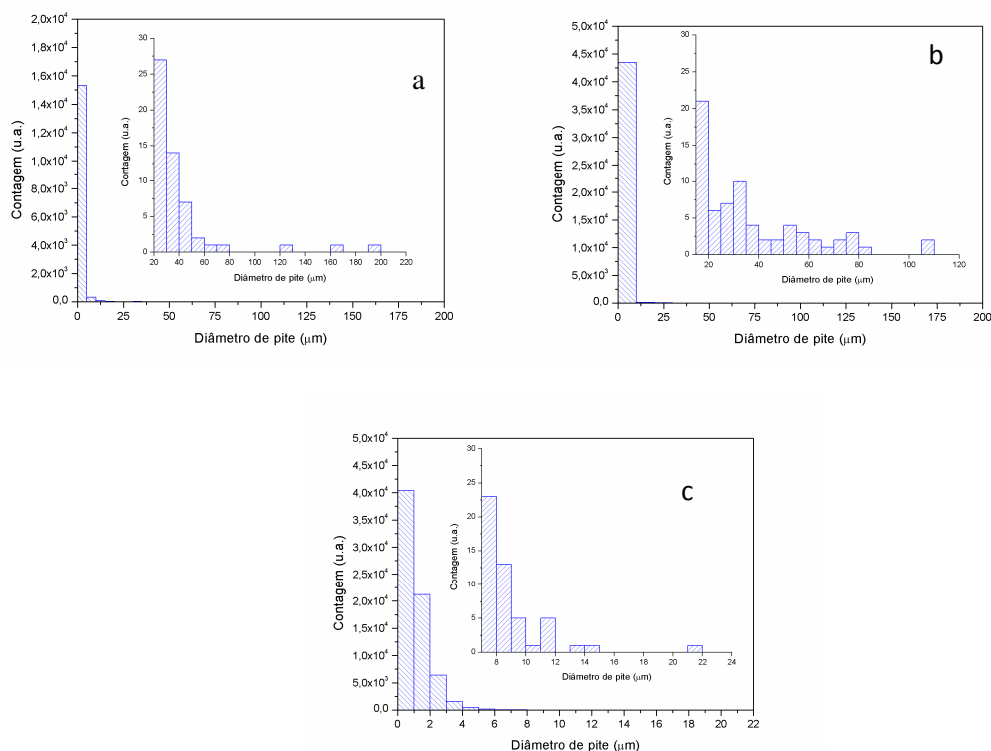 2,0x10⁴
1,8x10⁴
1,6x10⁴
1,4x10⁴
1,2x10⁴
1,0x10⁴
8,0x10³
6,0x10³
4,0x10³
2,0x10³
0,0
Contagem (u.a.)
0 25 50 75 100 125 150 175 200
Diâmetro de pite (μm)
30
25
20
15
10
5
0
Contagem (u.a.)
20 40 60 80 100 120 140 160 180 200 220
Diâmetro de pite (μm)
a
5,0x10⁴
4,5x10⁴
4,0x10⁴
3,5x10⁴
3,0x10⁴
2,5x10⁴
2,0x10⁴
1,5x10⁴
1,0x10⁴
5,0x10³
0,0
Contagem (u.a.)
0 25 50 75 100 125 150 175 200
Diâmetro de pite (μm)
30
25
20
15
10
5
0
Contagem (u.a.)
20 40 60 80 100 120
Diâmetro de pite (μm)
b
5,0x10⁴
4,5x10⁴
4,0x10⁴
3,5x10⁴
3,0x10⁴
2,5x10⁴
2,0x10⁴
1,5x10⁴
1,0x10⁴
5,0x10³
0,0
Contagem (u.a.)
0 2 4 6 8 10 12 14 16 18 20 22
Diâmetro de pite (μm)
30
25
20
15
10
5
0
Contagem (u.a.)
8 10 12 14 16 18 20 22 24
Diâmetro de pite (μm)
c